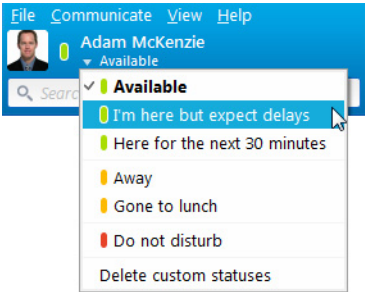 File Communicate View Help
Adam McKenzie
Available
Searc
Available
I'm here but expect delays
Here for the next 30 minutes
Away
Gone to lunch
Do not disturb
Delete custom statuses